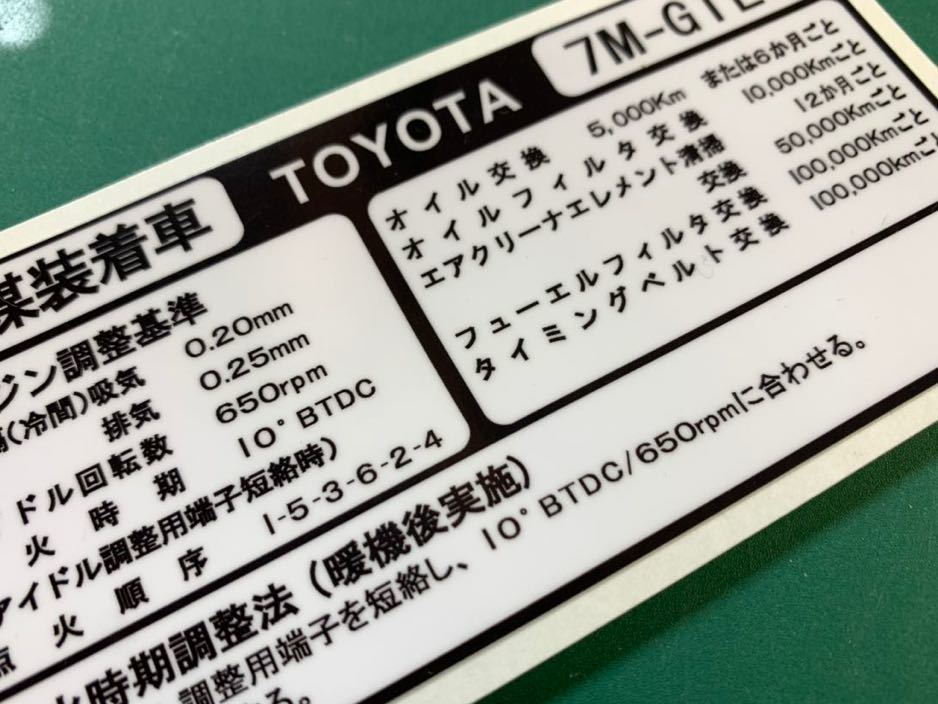 TOYOTA
7M-GTE
媒装着車
ジン調整基準
(冷間)吸気 0.20mm
排気 0.25mm
ドル回転数 650rpm
火時期 10°BTDC
アイドル調整用端子短絡時)
点火順序 1-5-3-6-2-4
オイル交換 5,000Km または6か月ごと
オイルフィルタ交換 10,000Kmごと
エアクリーナエレメント清掃 12か月ごと
交換 50,000Kmごと
フューエルフィルタ交換 100,000Kmごと
タイミングベルト交換 100,000kmごと
火時期調整法(暖機後実施)
調整用端子を短絡し、10°BTDC/650rpmに合わせる。
る。